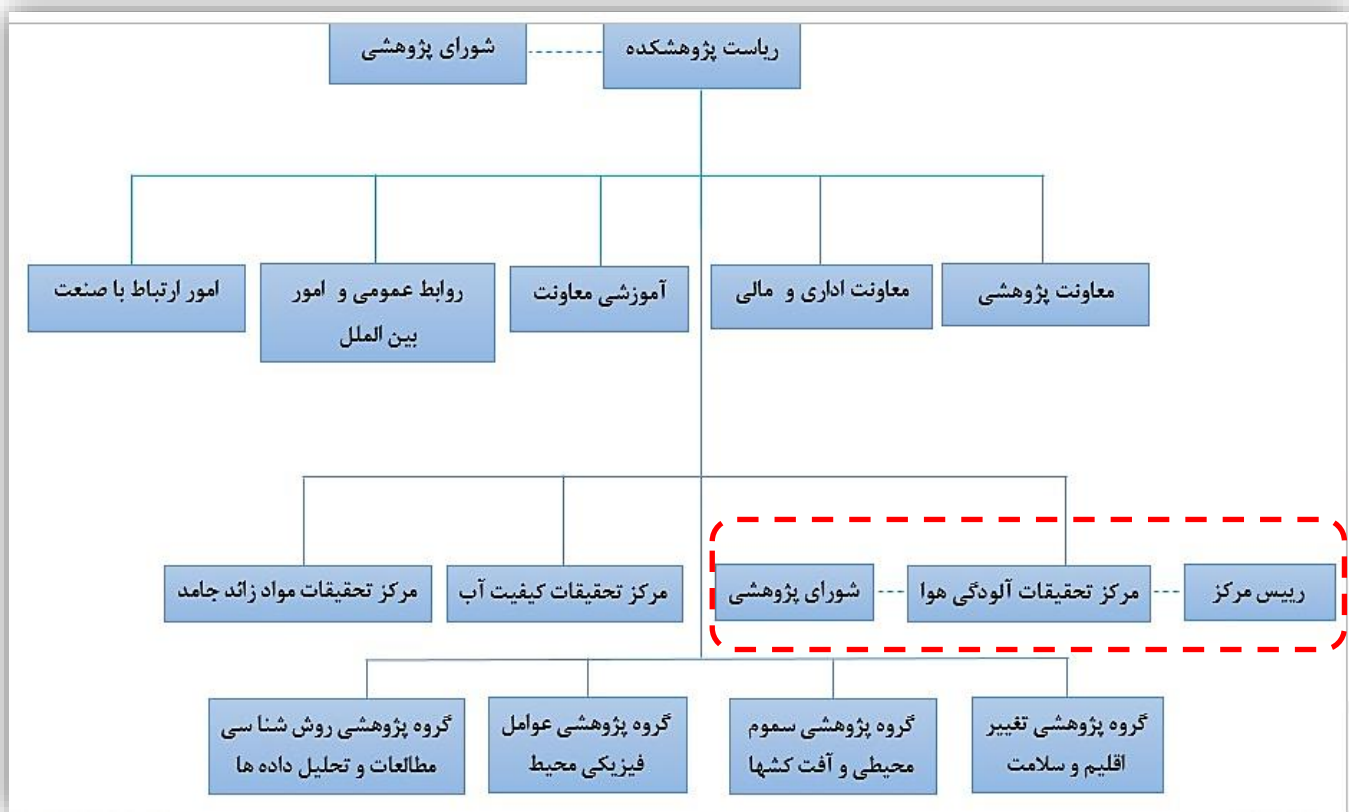 ریاست پژوهشکده
شورای پژوهشی
معاونت پژوهشی
معاونت اداری و مالی
آموزشی معاونت
روابط عمومی و امور
بین الملل
امور ارتباط با صنعت
رییس مرکز
مرکز تحقیقات آلودگی هوا
شورای پژوهشی
مرکز تحقیقات کیفیت آب
مرکز تحقیقات مواد زائد جامد
گروه پژوهشی تغییر
اقلیم و سلامت
گروه پژوهشی سموم
محیطی و آفت کشها
گروه پژوهشی عوامل
فیزیکی محیط
گروه پژوهشی روش شنا سی
مطالعات و تحلیل داده ها